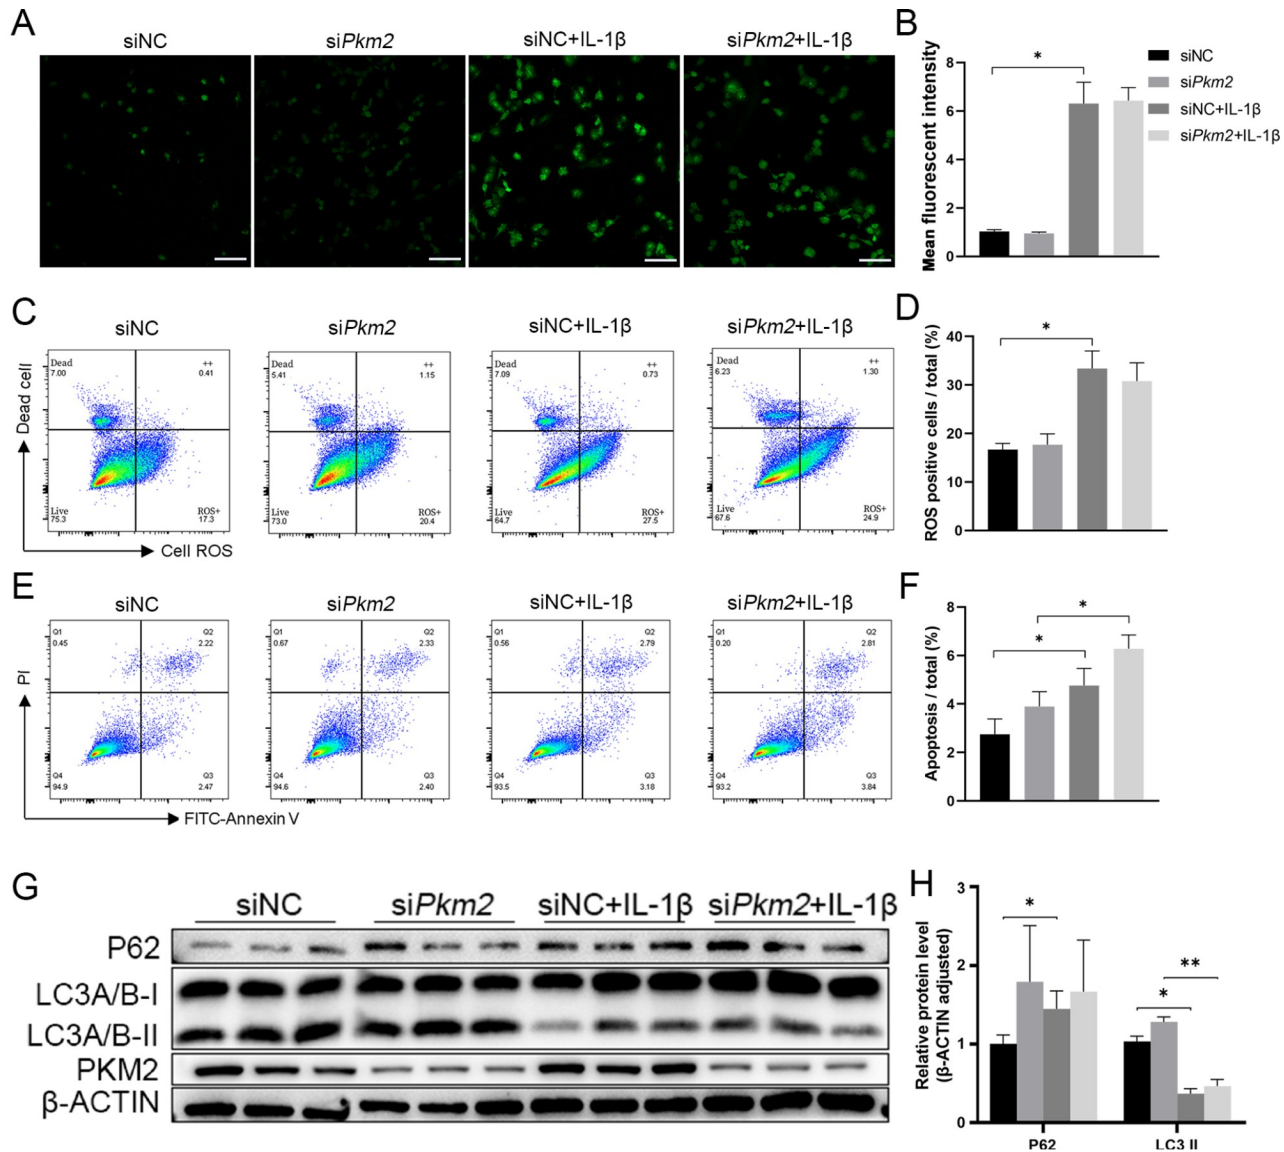 A
siNC
siPkm2
siNC+IL-1β
siPkm2+IL-1β
B
Mean fluorescent intensity
8
6
4
2
0
*
siNC
siPkm2
siNC+IL-1β
siPkm2+IL-1β
C
siNC
siPkm2
siNC+IL-1β
siPkm2+IL-1β
Dead cell
Cell ROS
Dead
7.00
++
0.41
Live
75.3
ROS+
17.3
Dead
5.41
++
1.15
Live
73.0
ROS+
20.4
Dead
7.09
++
0.73
Live
64.7
ROS+
27.5
Dead
6.23
++
1.30
Live
67.6
ROS+
24.9
D
ROS positive cells / total (%)
40
30
20
10
0
*
E
siNC
siPkm2
siNC+IL-1β
siPkm2+IL-1β
PI
FITC-Annexin V
Q1
0.45
Q2
2.22
Q4
94.9
Q3
2.47
Q1
0.67
Q2
2.33
Q4
94.6
Q3
2.40
Q1
0.56
Q2
2.79
Q4
93.5
Q3
3.18
Q1
0.20
Q2
2.81
Q4
93.2
Q3
3.84
F
Apoptosis / total (%)
8
6
4
2
0
*
*
G
siNC
siPkm2
siNC+IL-1β
siPkm2+IL-1β
P62
LC3A/B-I
LC3A/B-II
PKM2
β-ACTIN
H
Relative protein level
(β-ACTIN adjusted)
3
2
1
0
*
*
**
P62
LC3 II